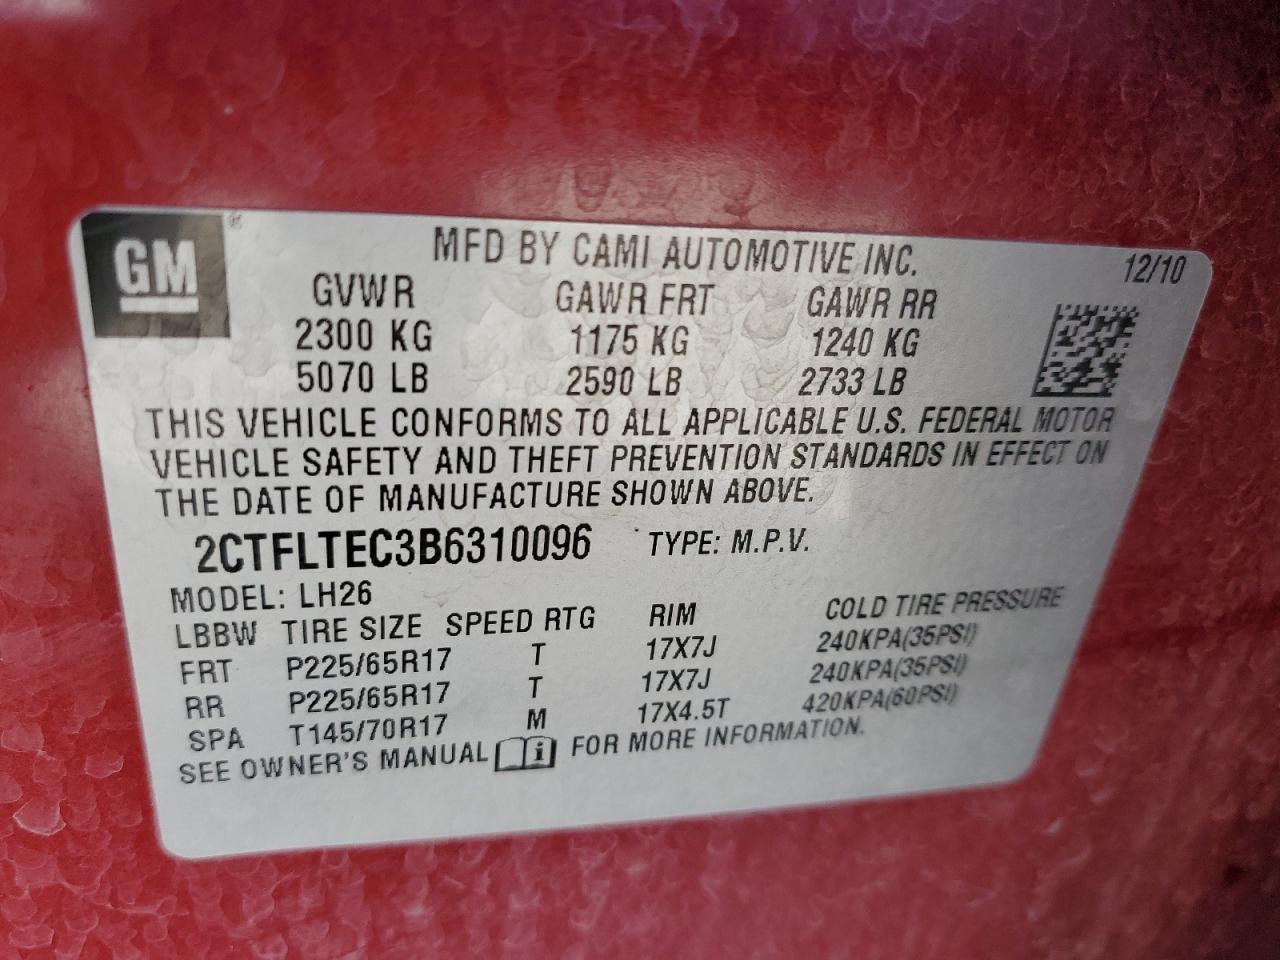 GM ®
MFD BY CAMI AUTOMOTIVE INC. 12/10
GVWR GAWR FRT GAWR RR
2300 KG 1175 KG 1240 KG
5070 LB 2590 LB 2733 LB
THIS VEHICLE CONFORMS TO ALL APPLICABLE U.S. FEDERAL MOTOR
VEHICLE SAFETY AND THEFT PREVENTION STANDARDS IN EFFECT ON
THE DATE OF MANUFACTURE SHOWN ABOVE.
2CTFLTEC3B6310096 TYPE: M.P.V.
MODEL: LH26
LBBW TIRE SIZE SPEED RTG RIM COLD TIRE PRESSURE
FRT P225/65R17 T 17X7J 240KPA(35PSI)
RR P225/65R17 T 17X7J 240KPA(35PSI)
SPA T145/70R17 M 17X4.5T 420KPA(60PSI)
SEE OWNER'S MANUAL i FOR MORE INFORMATION.